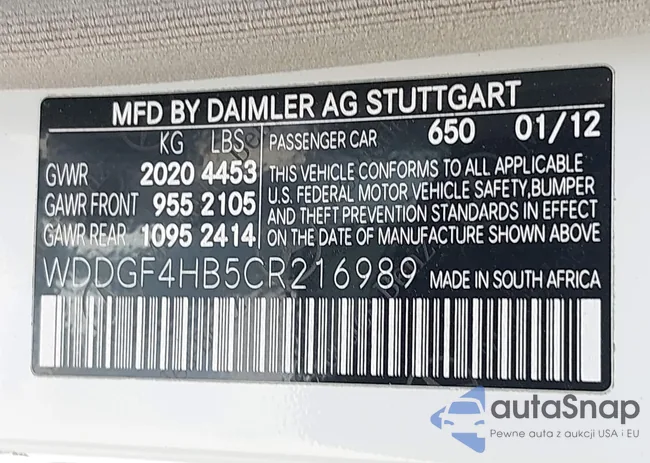 MFD BY DAIMLER AG STUTTGART
KG LBS PASSENGER CAR 650 01/12
GVWR 2020 4453
GAWR FRONT 955 2105
GAWR REAR 1095 2414
THIS VEHICLE CONFORMS TO ALL APPLICABLE
U.S. FEDERAL MOTOR VEHICLE SAFETY,BUMPER
AND THEFT PREVENTION STANDARDS IN EFFECT
ON THE DATE OF MANUFACTURE SHOWN ABOVE.
WDDGF4HB5CR216989 MADE IN SOUTH AFRICA
autaSnap
Pewne auta z aukcji USA i EU